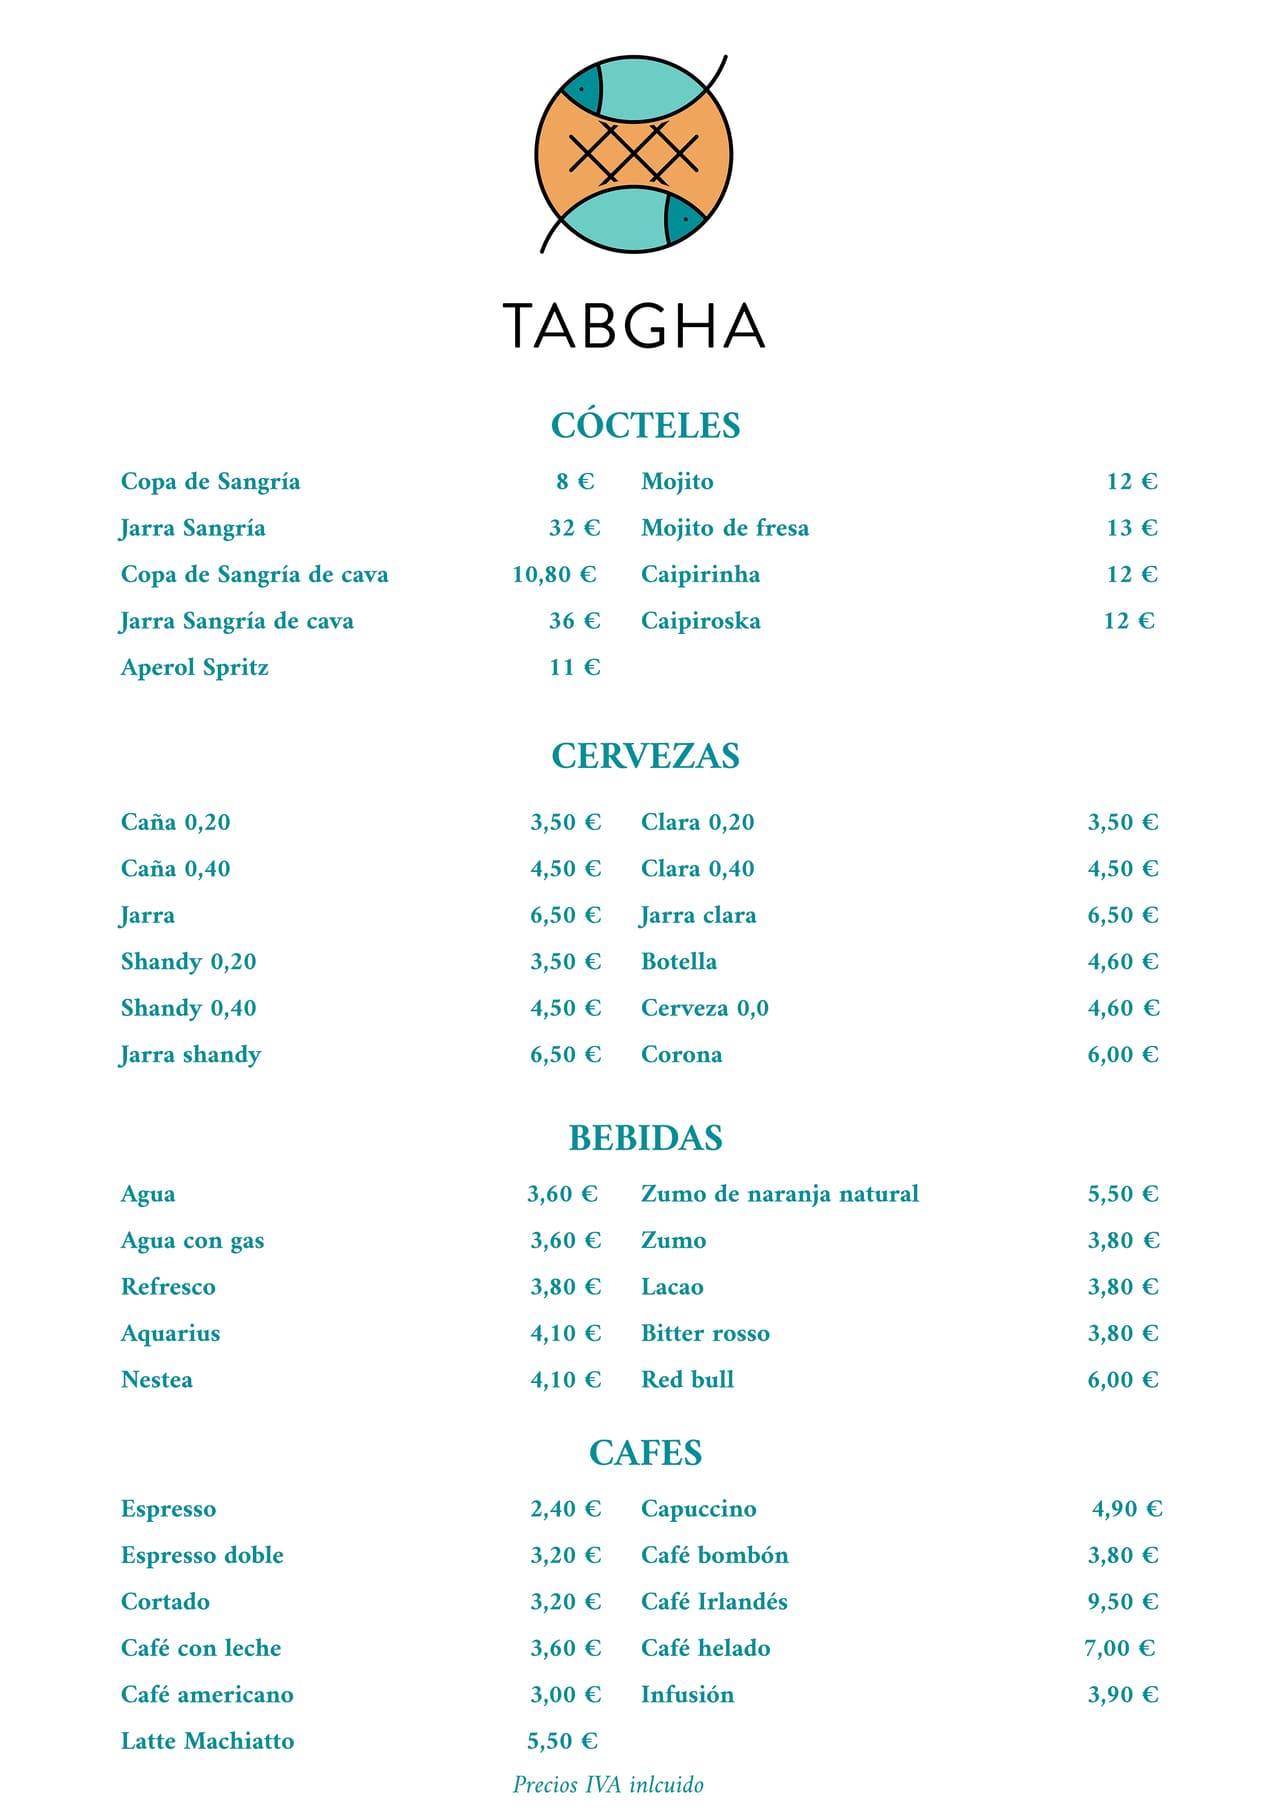 TABGHA
CÓCTELES
Copa de Sangría 8 € Mojito 12 €
Jarra Sangría 32 € Mojito de fresa 13 €
Copa de Sangría de cava 10,80 € Caipirinha 12 €
Jarra Sangría de cava 36 € Caipiroska 12 €
Aperol Spritz 11 €
CERVEZAS
Caña 0,20 3,50 € Clara 0,20 3,50 €
Caña 0,40 4,50 € Clara 0,40 4,50 €
Jarra 6,50 € Jarra clara 6,50 €
Shandy 0,20 3,50 € Botella 4,60 €
Shandy 0,40 4,50 € Cerveza 0,0 4,60 €
Jarra shandy 6,50 € Corona 6,00 €
BEBIDAS
Agua 3,60 € Zumo de naranja natural 5,50 €
Agua con gas 3,60 € Zumo 3,80 €
Refresco 3,80 € Lacao 3,80 €
Aquarius 4,10 € Bitter rosso 3,80 €
Nestea 4,10 € Red bull 6,00 €
CAFES
Espresso 2,40 € Capuccino 4,90 €
Espresso doble 3,20 € Café bombón 3,80 €
Cortado 3,20 € Café Irlandés 9,50 €
Café con leche 3,60 € Café helado 7,00 €
Café americano 3,00 € Infusión 3,90 €
Latte Machiatto 5,50 €
Precios IVA inlcuido